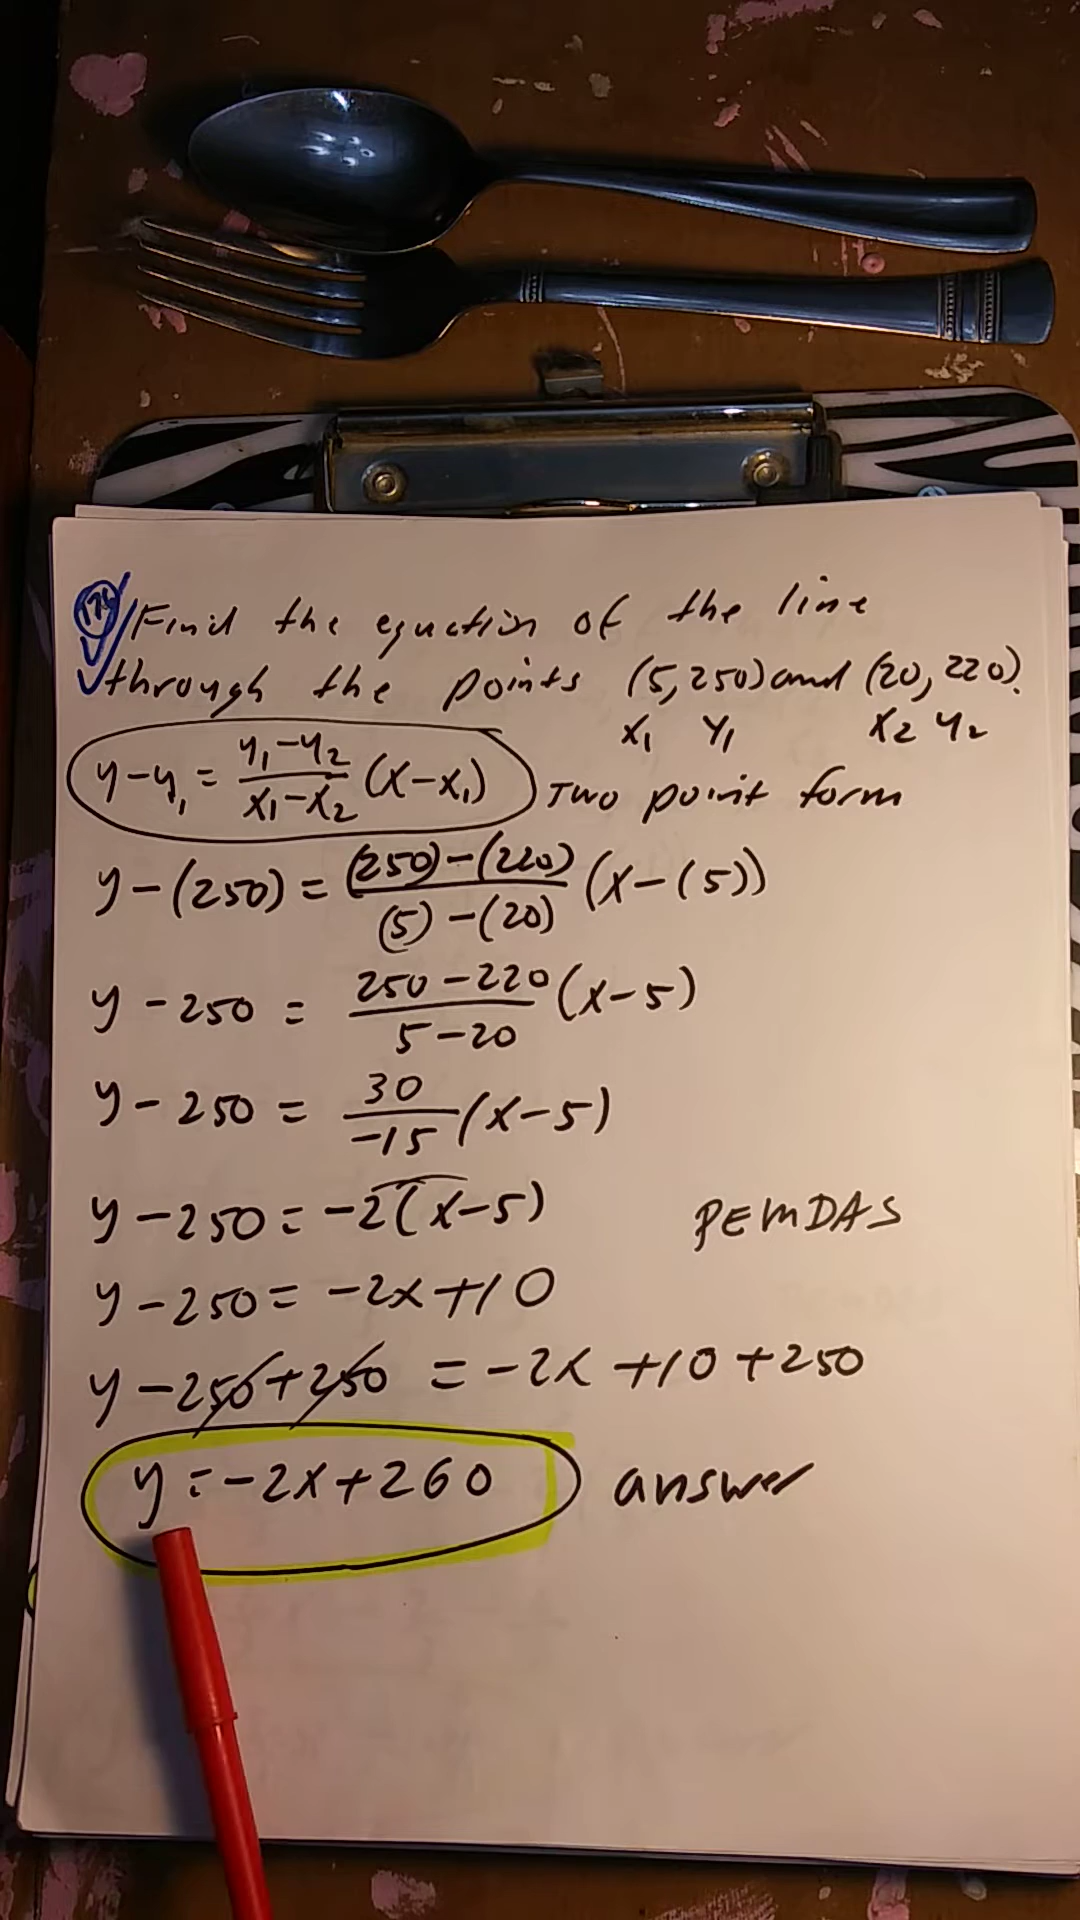 Find the equation of the line
through the points (5,250) and (20,220).
x₁ y₁ x₂ y₂
y-y₁ = (y₁-y₂)/(x₁-x₂) (x-x₁) Two point form
y-(250) = ((250)-(220))/((5)-(20)) (x-(5))
y-250 = (250-220)/(5-20) (x-5)
y-250 = 30/-15 (x-5)
y-250 = -2(x-5) PEMDAS
y-250 = -2x+10
y-250+250 = -2x+10+250
y = -2x+260 answer